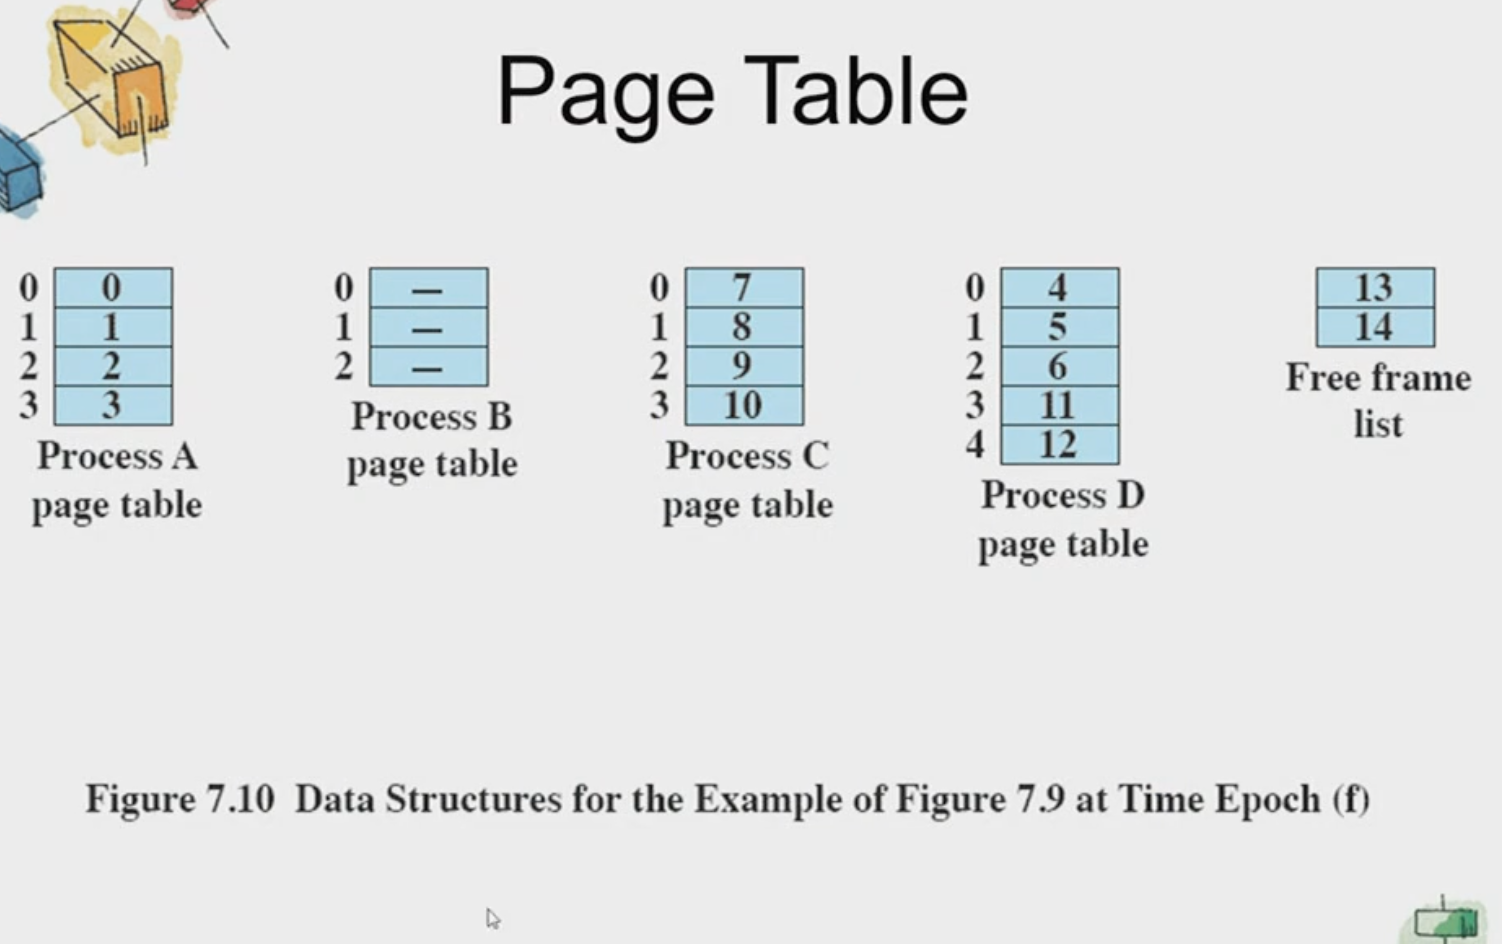 Page Table
0 0
1 1
2 2
3 3
Process A
page table
0 —
1 —
2 —
Process B
page table
0 7
1 8
2 9
3 10
Process C
page table
0 4
1 5
2 6
3 11
4 12
Process D
page table
13
14
Free frame
list
Figure 7.10 Data Structures for the Example of Figure 7.9 at Time Epoch (f)